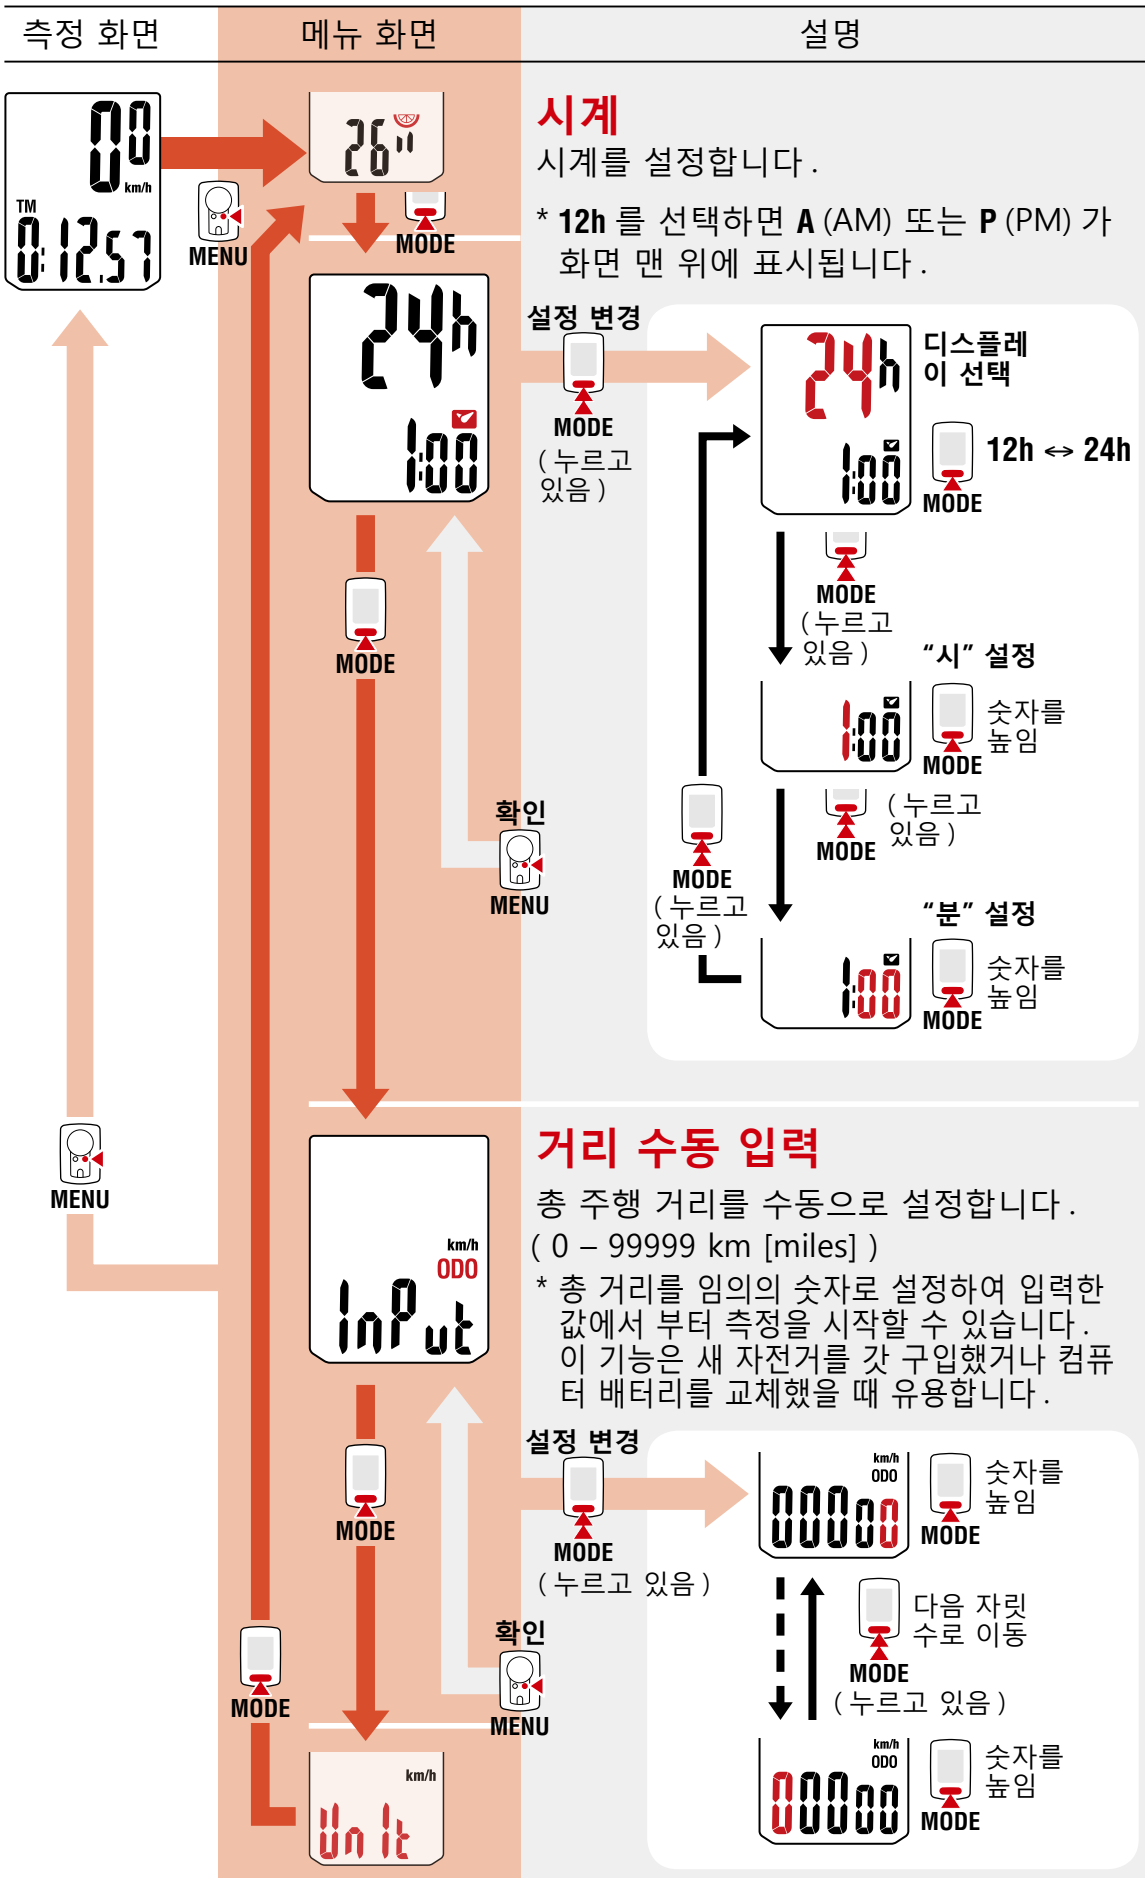 측정 화면
메뉴 화면
설명
00
km/h
TM
0:12.57
MENU
26"
MODE
시계
시계를 설정합니다.
* 12h 를 선택하면 A (AM) 또는 P (PM) 가
화면 맨 위에 표시됩니다.
24h
1:00
설정 변경
MODE
(누르고
있음)
24h
1:00
디스플레
이 선택
MODE
12h ↔ 24h
MODE
(누르고
있음)
MODE
“시” 설정
1:00
MODE
숫자를
높임
확인
MENU
MODE
(누르고
있음)
MODE
(누르고
있음)
“분” 설정
1:00
MODE
숫자를
높임
거리 수동 입력
총 주행 거리를 수동으로 설정합니다.
( 0 – 99999 km [miles] )
* 총 거리를 임의의 숫자로 설정하여 입력한
값에서 부터 측정을 시작할 수 있습니다.
이 기능은 새 자전거를 갓 구입했거나 컴퓨
터 배터리를 교체했을 때 유용합니다.
MENU
km/h
ODO
InPut
MODE
설정 변경
MODE
(누르고 있음)
km/h
ODO
00000
MODE
숫자를
높임
다음 자릿
수로 이동
MODE
(누르고 있음)
확인
MENU
MODE
km/h
UnIt
km/h
ODO
00000
MODE
숫자를
높임